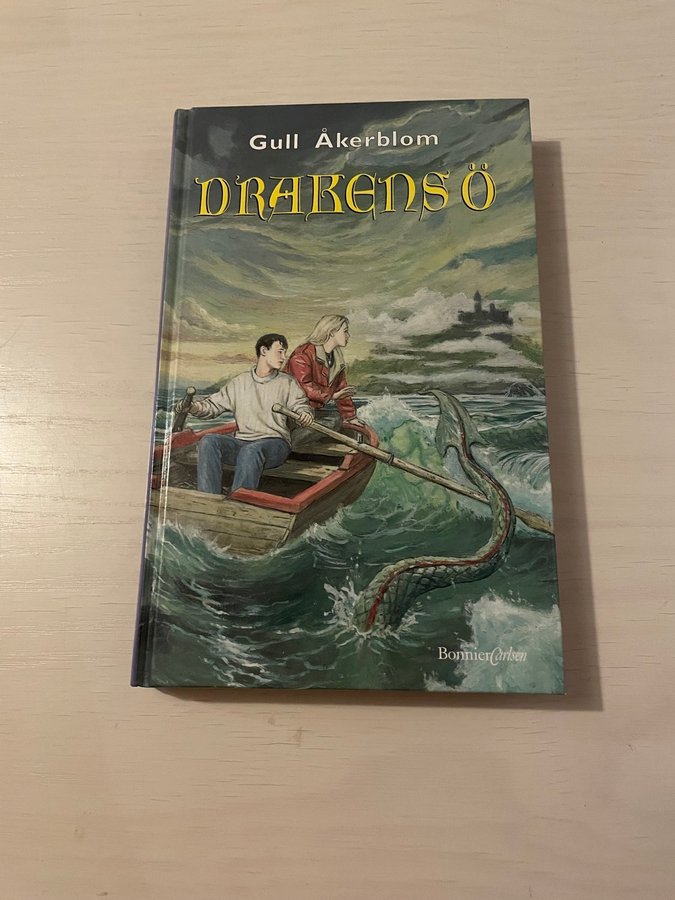 Gull Åkerblom
DRAKENS Ö
BonnierCarlsen